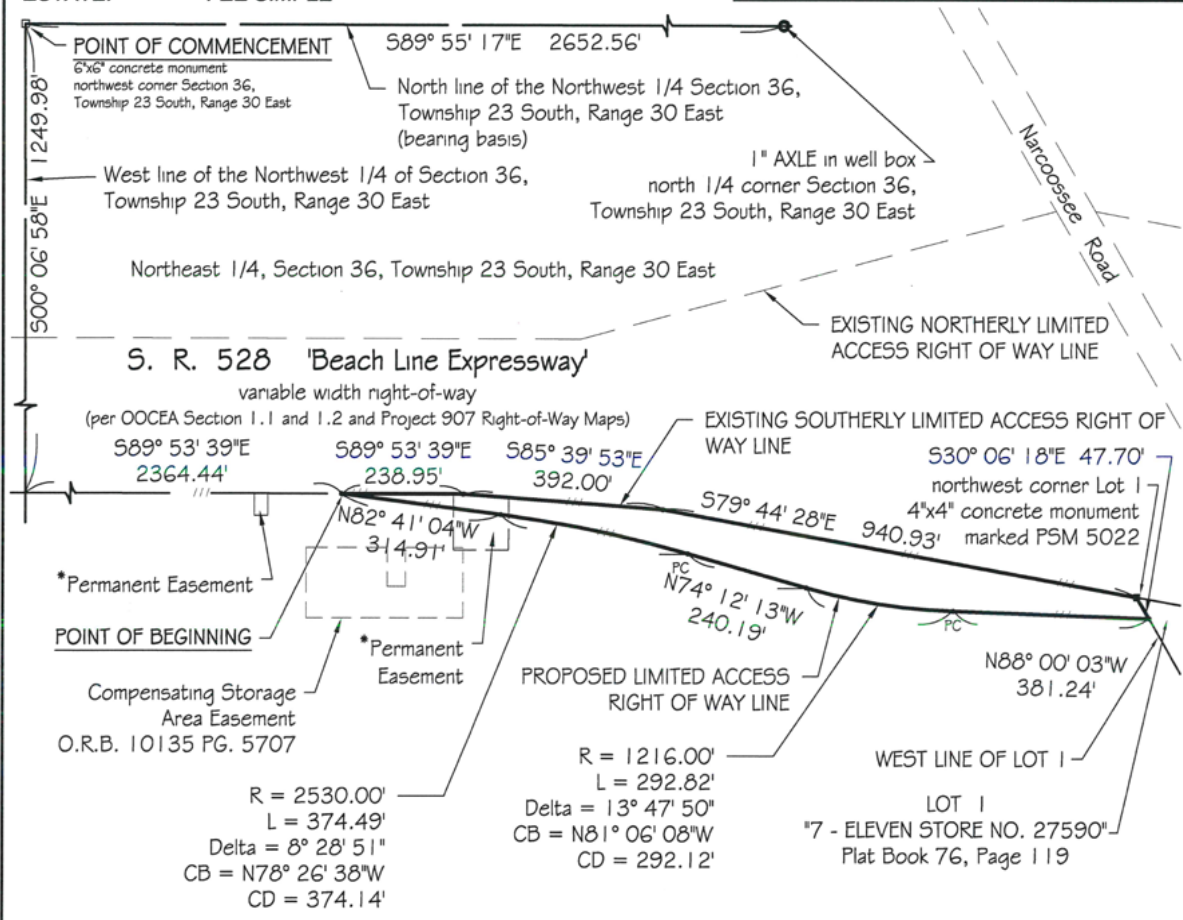 POINT OF COMMENCEMENT
6"x6" concrete monument
northwest corner Section 36,
Township 23 South, Range 30 East
S89° 55' 17"E 2652.56'
North line of the Northwest 1/4 Section 36,
Township 23 South, Range 30 East
(bearing basis)
1249.98'
S00° 06' 58"E
West line of the Northwest 1/4 of Section 36,
Township 23 South, Range 30 East
1" AXLE in well box
north 1/4 corner Section 36,
Township 23 South, Range 30 East
Narcoossee Road
Northeast 1/4, Section 36, Township 23 South, Range 30 East
EXISTING NORTHERLY LIMITED
ACCESS RIGHT OF WAY LINE
S. R. 528 'Beach Line Expressway'
variable width right-of-way
(per OOCEA Section 1.1 and 1.2 and Project 907 Right-of-Way Maps)
EXISTING SOUTHERLY LIMITED ACCESS RIGHT OF
WAY LINE
S89° 53' 39"E
2364.44'
S89° 53' 39"E
238.95'
S85° 39' 53"E
392.00'
S79° 44' 28"E 940.93'
S30° 06' 18"E 47.70'
northwest corner Lot 1
4"x4" concrete monument
marked PSM 5022
N82° 41' 04"W
314.91'
*Permanent Easement
POINT OF BEGINNING
*Permanent
Easement
PC
N74° 12' 13"W
240.19'
PC
N88° 00' 03"W
381.24'
PROPOSED LIMITED ACCESS
RIGHT OF WAY LINE
Compensating Storage
Area Easement
O.R.B. 10135 PG. 5707
R = 2530.00'
L = 374.49'
Delta = 8° 28' 51"
CB = N78° 26' 38"W
CD = 374.14'
R = 1216.00'
L = 292.82'
Delta = 13° 47' 50"
CB = N81° 06' 08"W
CD = 292.12'
WEST LINE OF LOT 1
LOT 1
"7 - ELEVEN STORE NO. 27590"
Plat Book 76, Page 119